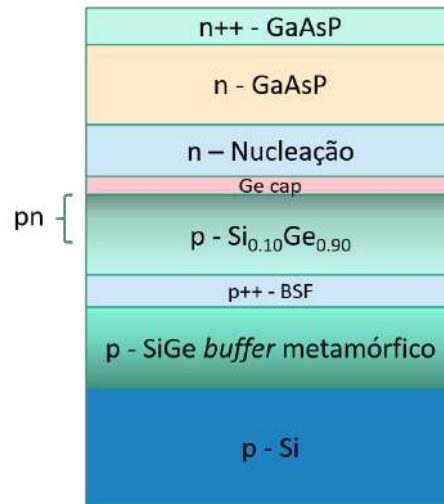 n++ - GaAsP
n - GaAsP
n – Nucleação
Ge cap
pn
p - Si0.10Ge0.90
p++ - BSF
p - SiGe buffer metamórfico
p - Si